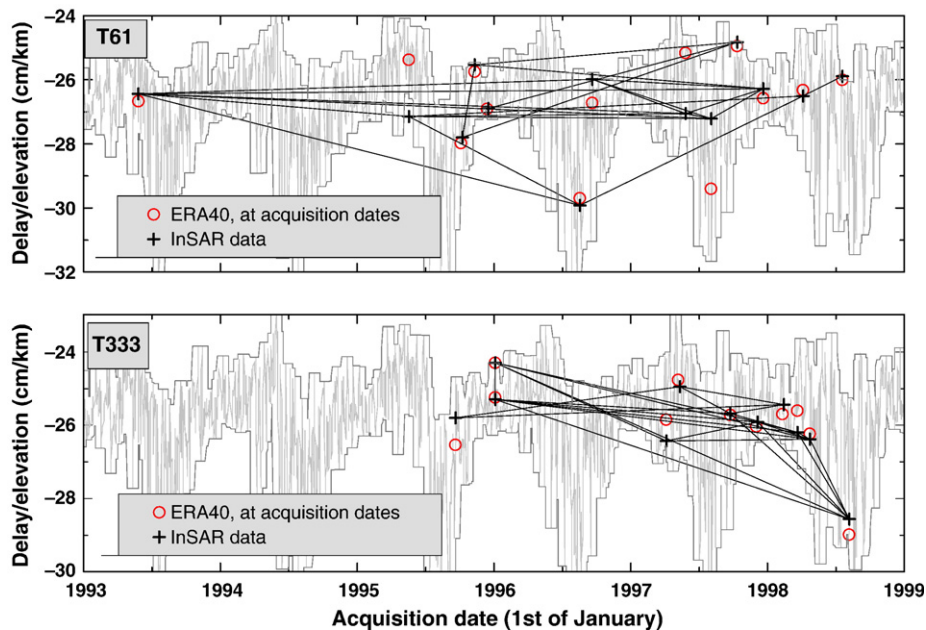 T61
Delay/elevation (cm/km)
−24
−26
−28
−30
−32
ERA40, at acquisition dates
InSAR data
T333
Delay/elevation (cm/km)
−24
−26
−28
−30
ERA40, at acquisition dates
InSAR data
1993 1994 1995 1996 1997 1998 1999
Acquisition date (1st of January)